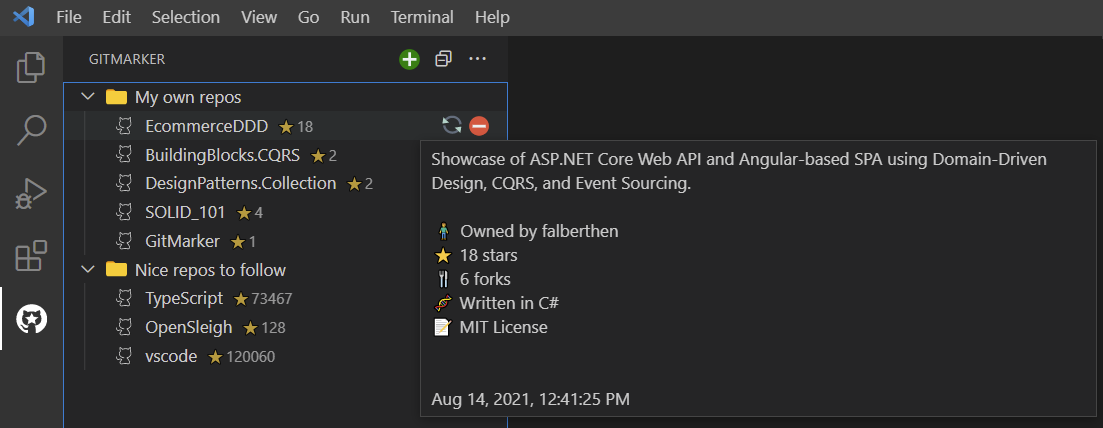 File Edit Selection View Go Run Terminal Help
GITMARKER
My own repos
EcommerceDDD 18
BuildingBlocks.CQRS 2
DesignPatterns.Collection 2
SOLID_101 4
GitMarker 1
Nice repos to follow
TypeScript 73467
OpenSleigh 128
vscode 120060
Showcase of ASP.NET Core Web API and Angular-based SPA using Domain-Driven
Design, CQRS, and Event Sourcing.
Owned by falberthen
18 stars
6 forks
Written in C#
MIT License
Aug 14, 2021, 12:41:25 PM